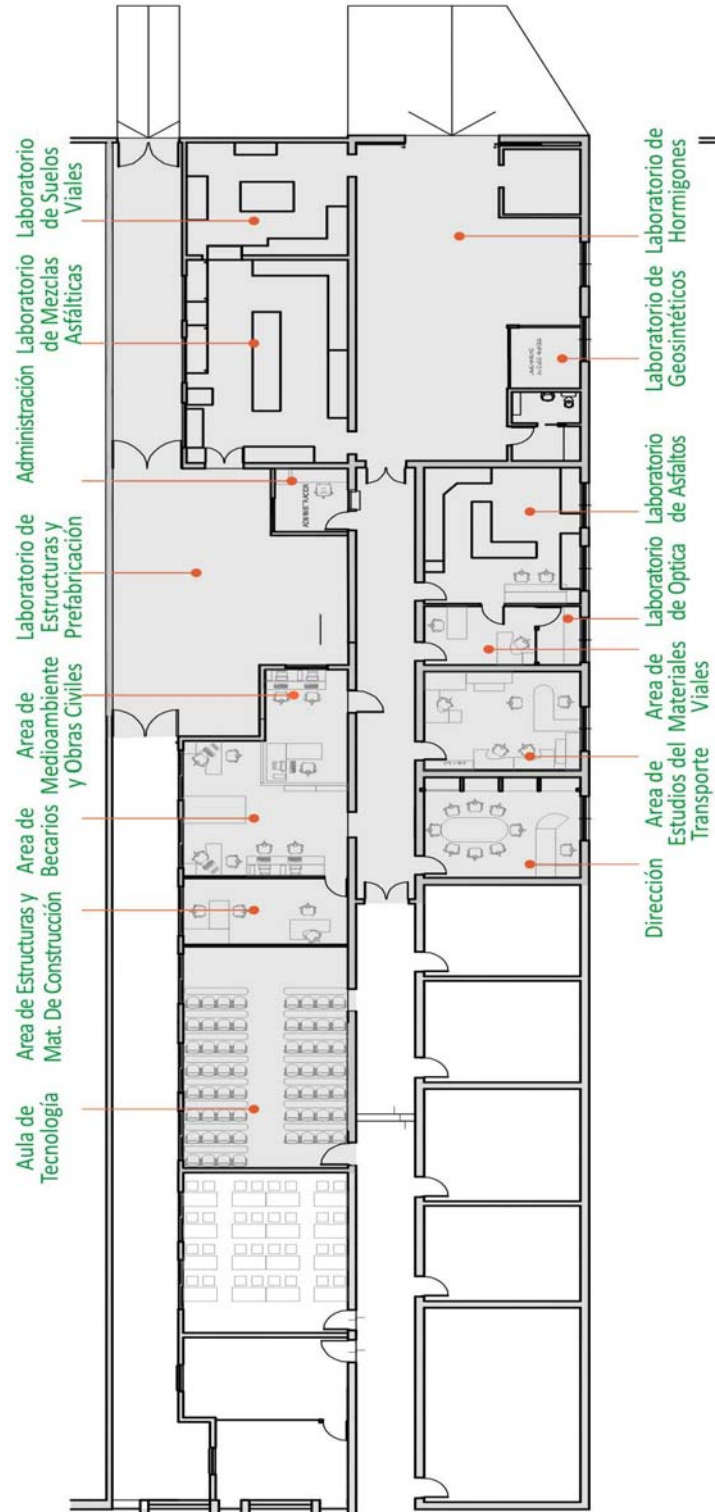 Aula de
Tecnología
Area de Estructuras y
Mat. De Construcción
Area de
Becarios
Area de
Medioambiente
y Obras Civiles
Laboratorio de
Estructuras y
Prefabricación
Administración
Laboratorio
de Mezclas
Asfálticas
Laboratorio
de Suelos
Viales
Dirección
Area de
Estudios del
Transporte
Area de
Materiales
Viales
Laboratorio
de Optica
Laboratorio
de Asfaltos
Laboratorio de
Geosintéticos
Laboratorio de
Hormigones